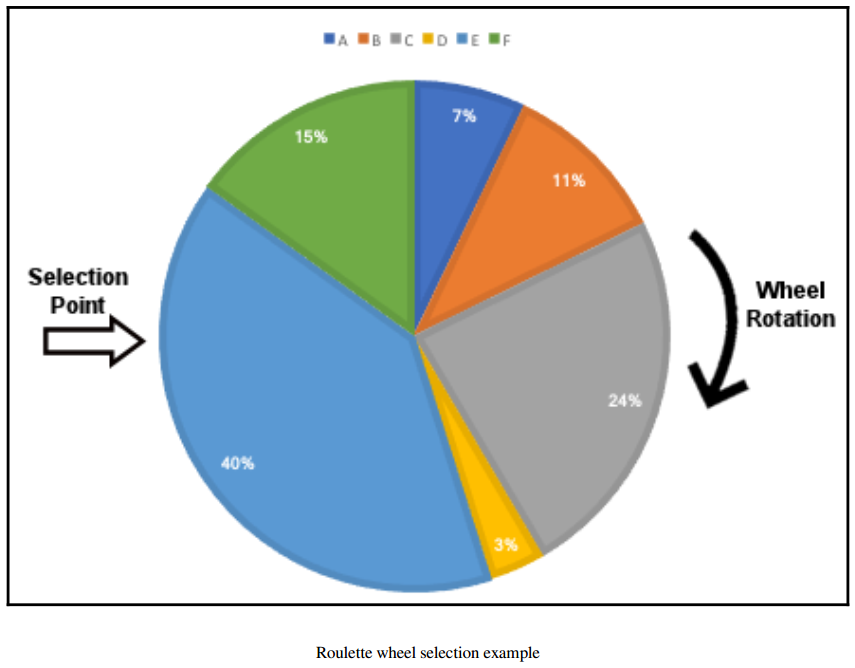 A B C D E F
7%
15%
11%
Selection
Point
Wheel
Rotation
24%
40%
3%
Roulette wheel selection example